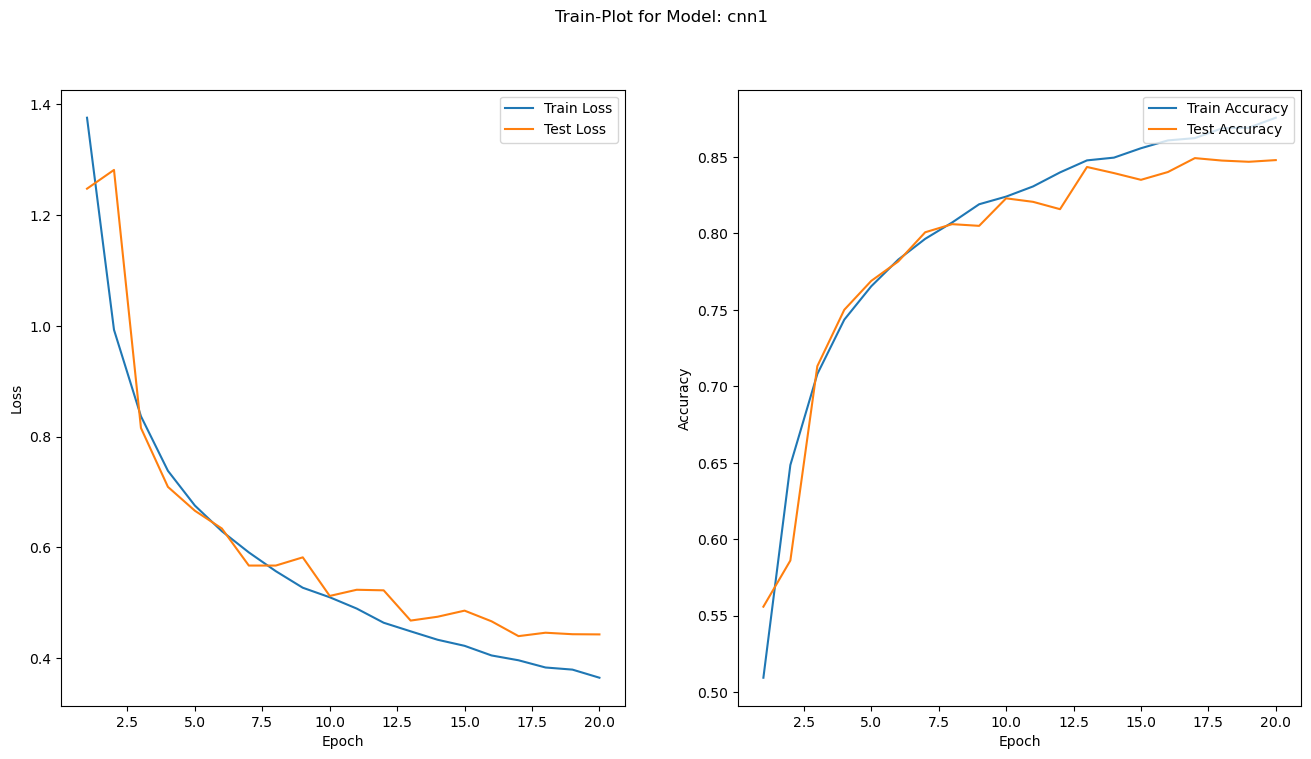 Train-Plot for Model: cnn1
Train Loss
Test Loss
1.4
1.2
1.0
0.8
0.6
0.4
Loss
2.5 5.0 7.5 10.0 12.5 15.0 17.5 20.0
Epoch
Train Accuracy
Test Accuracy
0.85
0.80
0.75
0.70
0.65
0.60
0.55
0.50
Accuracy
2.5 5.0 7.5 10.0 12.5 15.0 17.5 20.0
Epoch